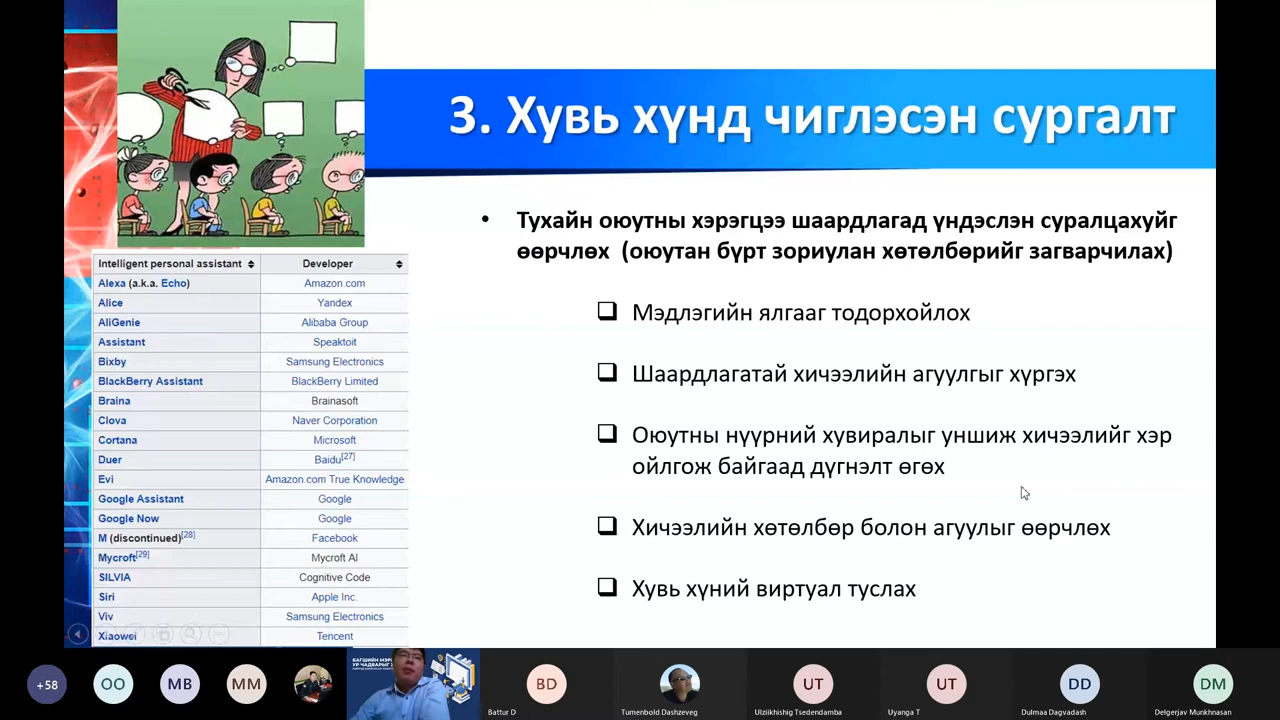 3. Хувь хүнд чиглэсэн сургалт
• Тухайн оюутны хэрэгцээ шаардлагад үндэслэн суралцахуйг
өөрчлөх (оюутан бүрт зориулан хөтөлбөрийг загварчилах)
❑ Мэдлэгийн ялгааг тодорхойлох
❑ Шаардлагатай хичээлийн агуулгыг хүргэх
❑ Оюутны нүүрний хувиралыг уншиж хичээлийг хэр
ойлгож байгаад дүгнэлт өгөх
❑ Хичээлийн хөтөлбөр болон агуулыг өөрчлөх
❑ Хувь хүний виртуал туслах
Intelligent personal assistant Developer
Alexa (a.k.a. Echo) Amazon.com
Alice Yandex
AliGenie Alibaba Group
Assistant Speaktoit
Bixby Samsung Electronics
BlackBerry Assistant BlackBerry Limited
Braina Brainasoft
Clova Naver Corporation
Cortana Microsoft
Duer Baidu[27]
Evi Amazon.com True Knowledge
Google Assistant Google
Google Now Google
M (discontinued)[28] Facebook
Mycroft[29] Mycroft AI
SILVIA Cognitive Code
Siri Apple Inc.
Viv Samsung Electronics
Xiaowei Tencent
+58 OO MB MM BD UT UT DD DM
БАГШИЙН
УР ЧАДВАРЫГ
Battur D Tumenbold Dashzeveg Ulziikhishig Tsedendamba Uyanga T Dulmaa Dagvadash Delgerjav Munkhnasan